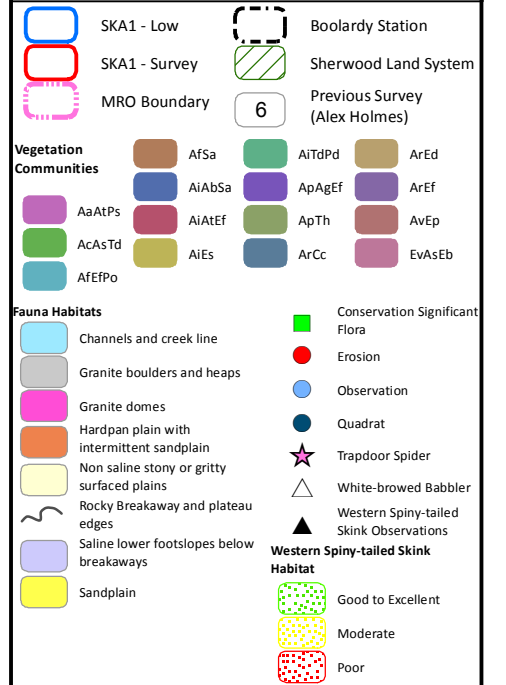 SKA1 - Low
Boolardy Station
SKA1 - Survey
Sherwood Land System
MRO Boundary
6
Previous Survey
(Alex Holmes)
Vegetation
Communities
AaAtPs
AcAsTd
AfEfPo
AfSa
AiAbSa
AiAtEf
AiEs
AiTdPd
ApAgEf
ApTh
ArCc
ArEd
ArEf
AvEp
EvAsEb
Fauna Habitats
Channels and creek line
Granite boulders and heaps
Granite domes
Hardpan plain with
intermittent sandplain
Non saline stony or gritty
surfaced plains
Rocky Breakaway and plateau
edges
Saline lower footslopes below
breakaways
Sandplain
Conservation Significant
Flora
Erosion
Observation
Quadrat
Trapdoor Spider
White-browed Babbler
Western Spiny-tailed
Skink Observations
Western Spiny-tailed Skink
Habitat
Good to Excellent
Moderate
Poor